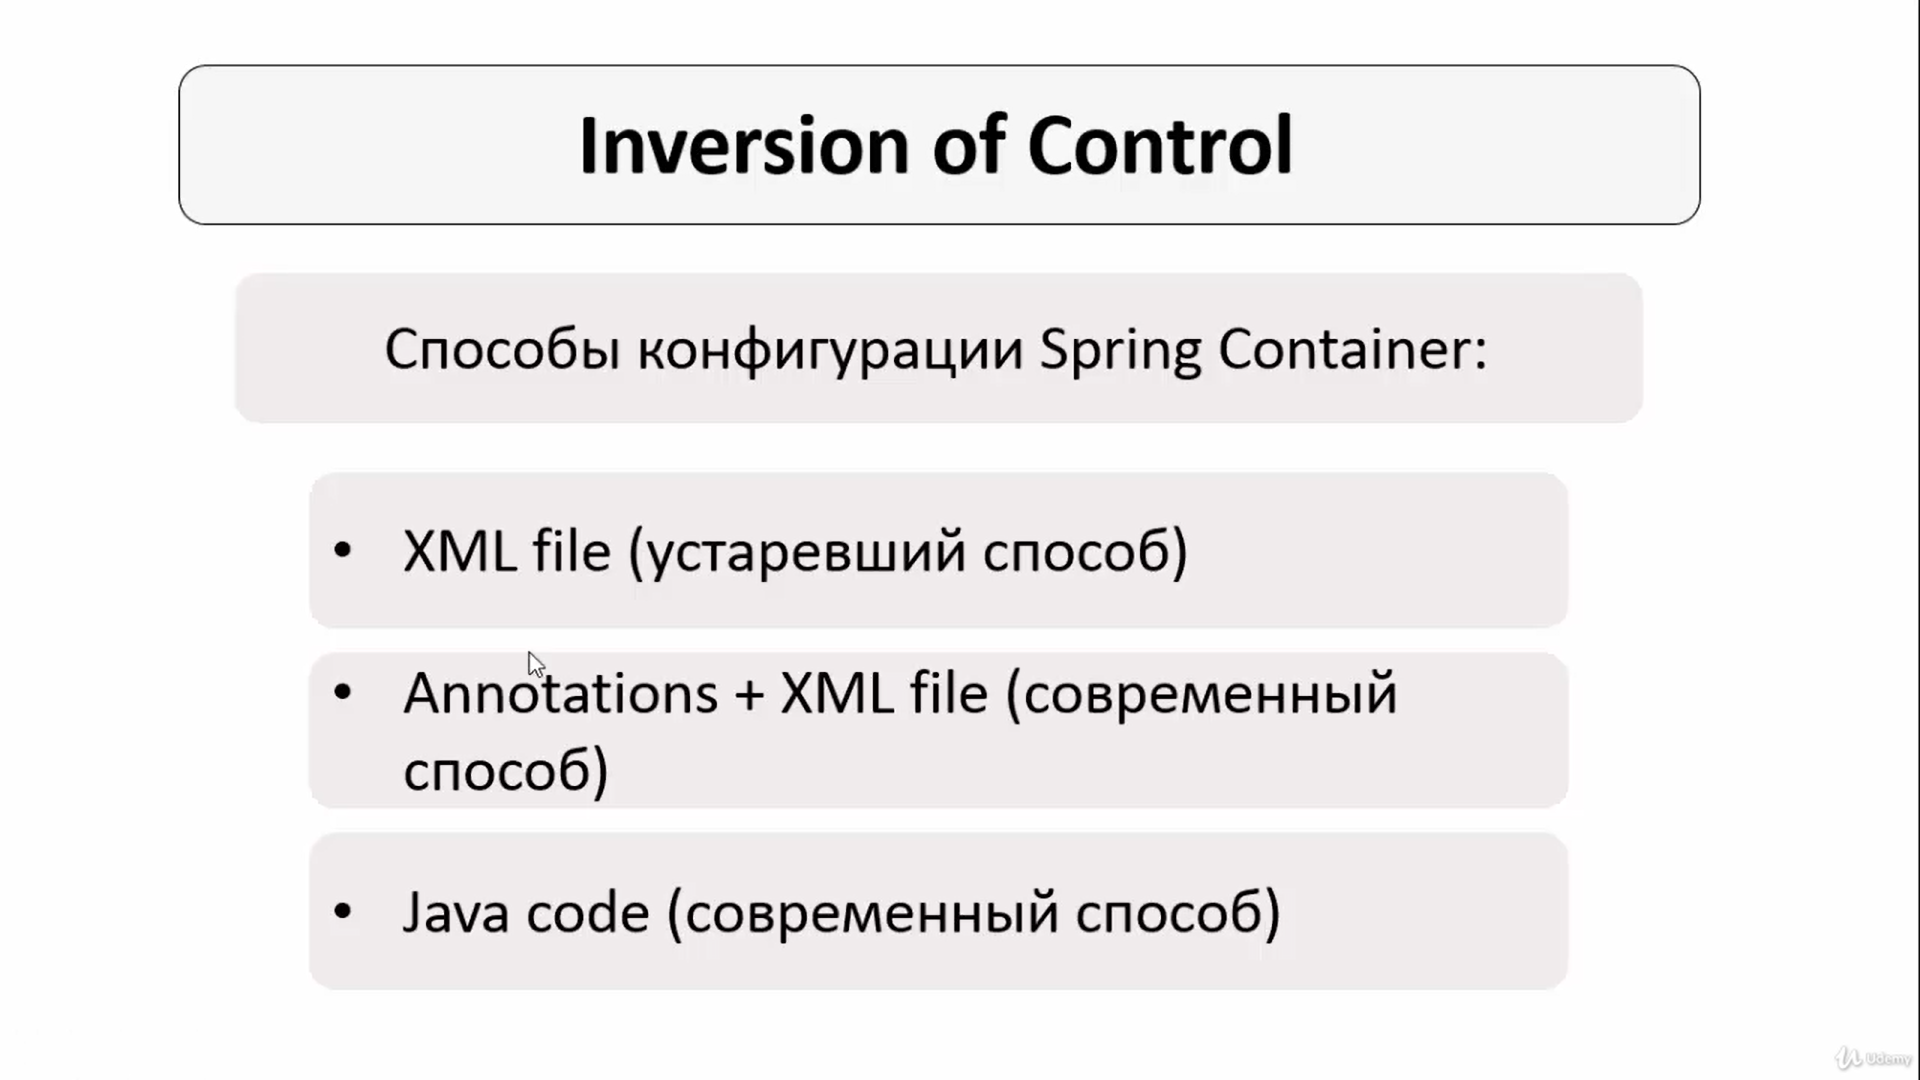 Inversion of Control
Способы конфигурации Spring Container:
• XML file (устаревший способ)
• Annotations + XML file (современный
способ)
• Java code (современный способ)
Udemy